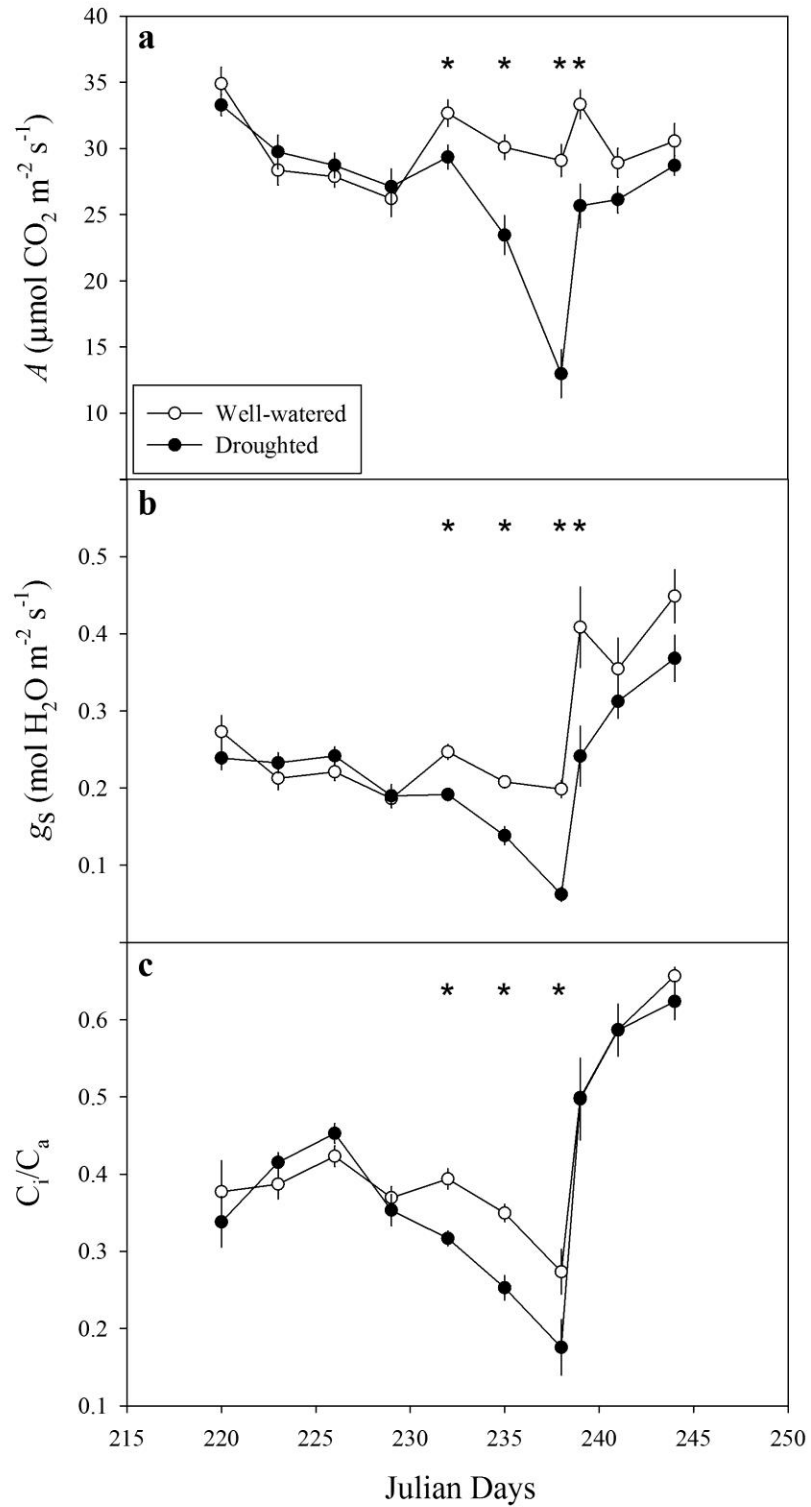 a
* * * *
40
35
30
25
20
15
10
A (µmol CO2 m-2 s-1)
Well-watered
Droughted
b
* * * *
0.5
0.4
0.3
0.2
0.1
gS (mol H2O m-2 s-1)
c
* * *
0.6
0.5
0.4
0.3
0.2
0.1
Ci/Ca
215 220 225 230 235 240 245 250
Julian Days